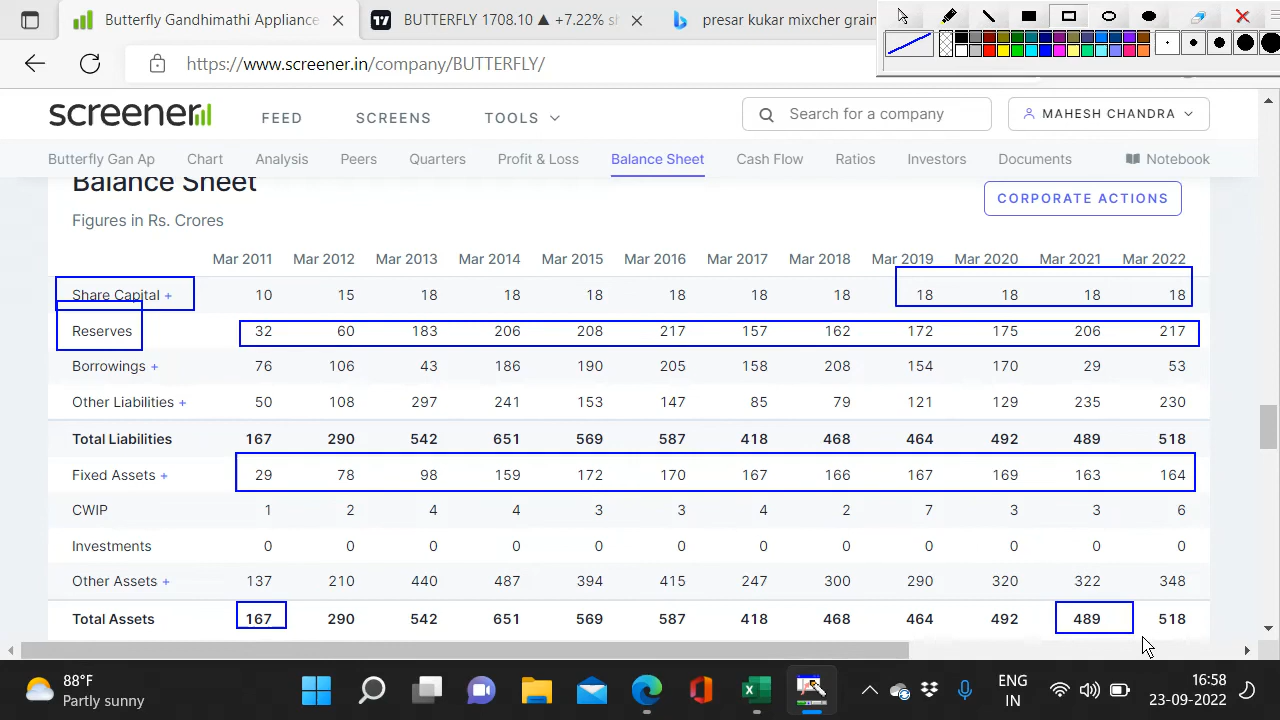 Butterfly Gandhimathi Appliance
BUTTERFLY 1708.10 ▲ +7.22% sh
presar kukar mixcher grain
https://www.screener.in/company/BUTTERFLY/
screener
FEED
SCREENS
TOOLS
Search for a company
MAHESH CHANDRA
Butterfly Gan Ap Chart Analysis Peers Quarters Profit & Loss Balance Sheet Cash Flow Ratios Investors Documents Notebook
Balance Sheet
Figures in Rs. Crores
CORPORATE ACTIONS
Mar 2011 Mar 2012 Mar 2013 Mar 2014 Mar 2015 Mar 2016 Mar 2017 Mar 2018 Mar 2019 Mar 2020 Mar 2021 Mar 2022
Share Capital + 10 15 18 18 18 18 18 18 18 18 18 18
Reserves 32 60 183 206 208 217 157 162 172 175 206 217
Borrowings + 76 106 43 186 190 205 158 208 154 170 29 53
Other Liabilities + 50 108 297 241 153 147 85 79 121 129 235 230
Total Liabilities 167 290 542 651 569 587 418 468 464 492 489 518
Fixed Assets + 29 78 98 159 172 170 167 166 167 169 163 164
CWIP 1 2 4 4 3 3 4 2 7 3 3 6
Investments 0 0 0 0 0 0 0 0 0 0 0 0
Other Assets + 137 210 440 487 394 415 247 300 290 320 322 348
Total Assets 167 290 542 651 569 587 418 468 464 492 489 518
88°F
Partly sunny
ENG
IN
16:58
23-09-2022